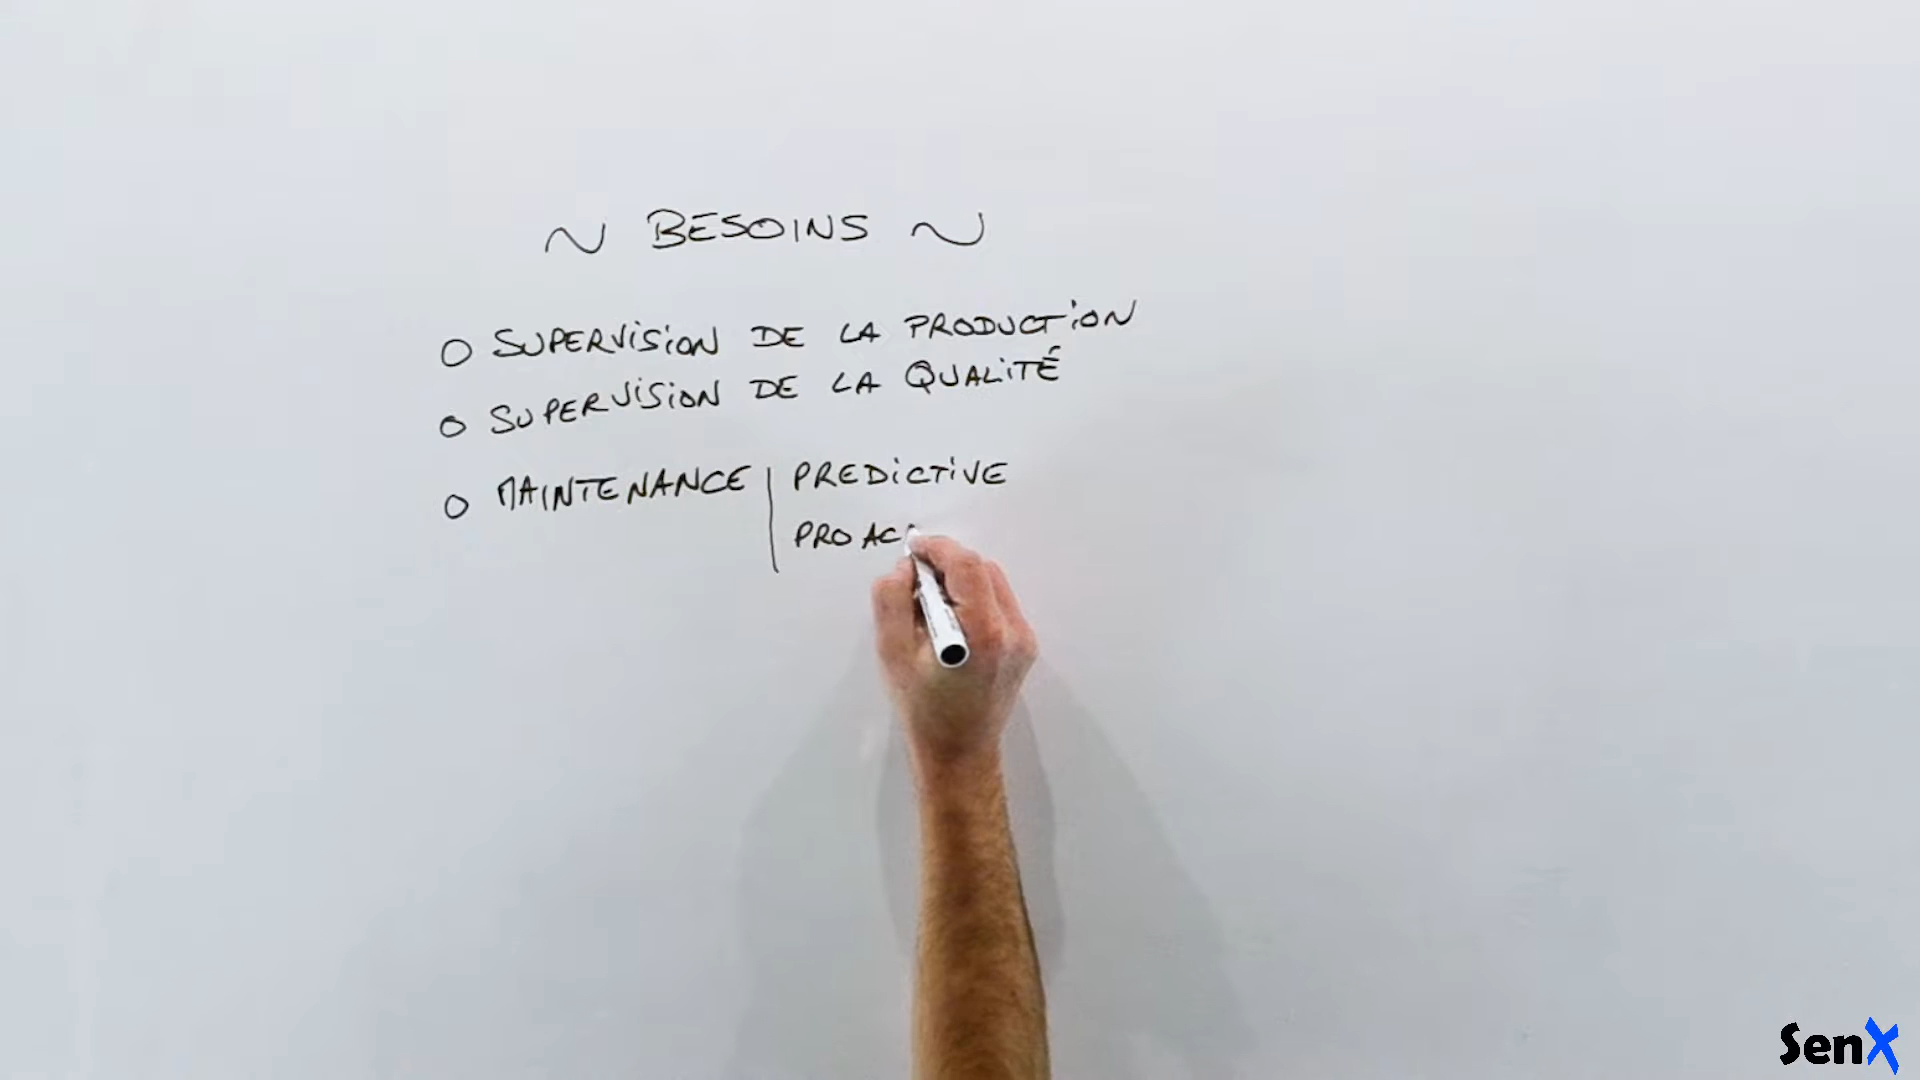 ~ BESOINS ~
O SUPERVISION DE LA PRODUCTION
O SUPERVISION DE LA QUALITÉ
O MAINTENANCE | PREDICTIVE
PROAC
SenX